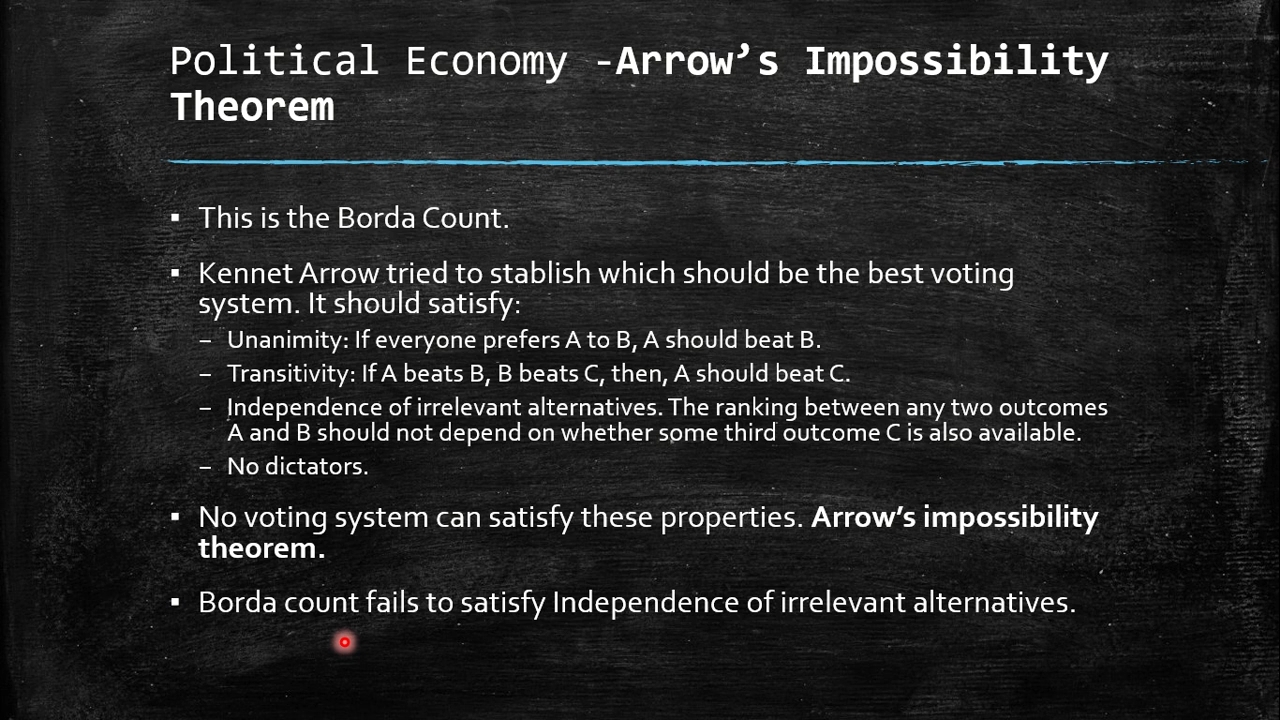 Political Economy -Arrow’s Impossibility
Theorem
▪ This is the Borda Count.
▪ Kennet Arrow tried to stablish which should be the best voting
system. It should satisfy:
– Unanimity: If everyone prefers A to B, A should beat B.
– Transitivity: If A beats B, B beats C, then, A should beat C.
– Independence of irrelevant alternatives. The ranking between any two outcomes
A and B should not depend on whether some third outcome C is also available.
– No dictators.
▪ No voting system can satisfy these properties. Arrow’s impossibility
theorem.
▪ Borda count fails to satisfy Independence of irrelevant alternatives.